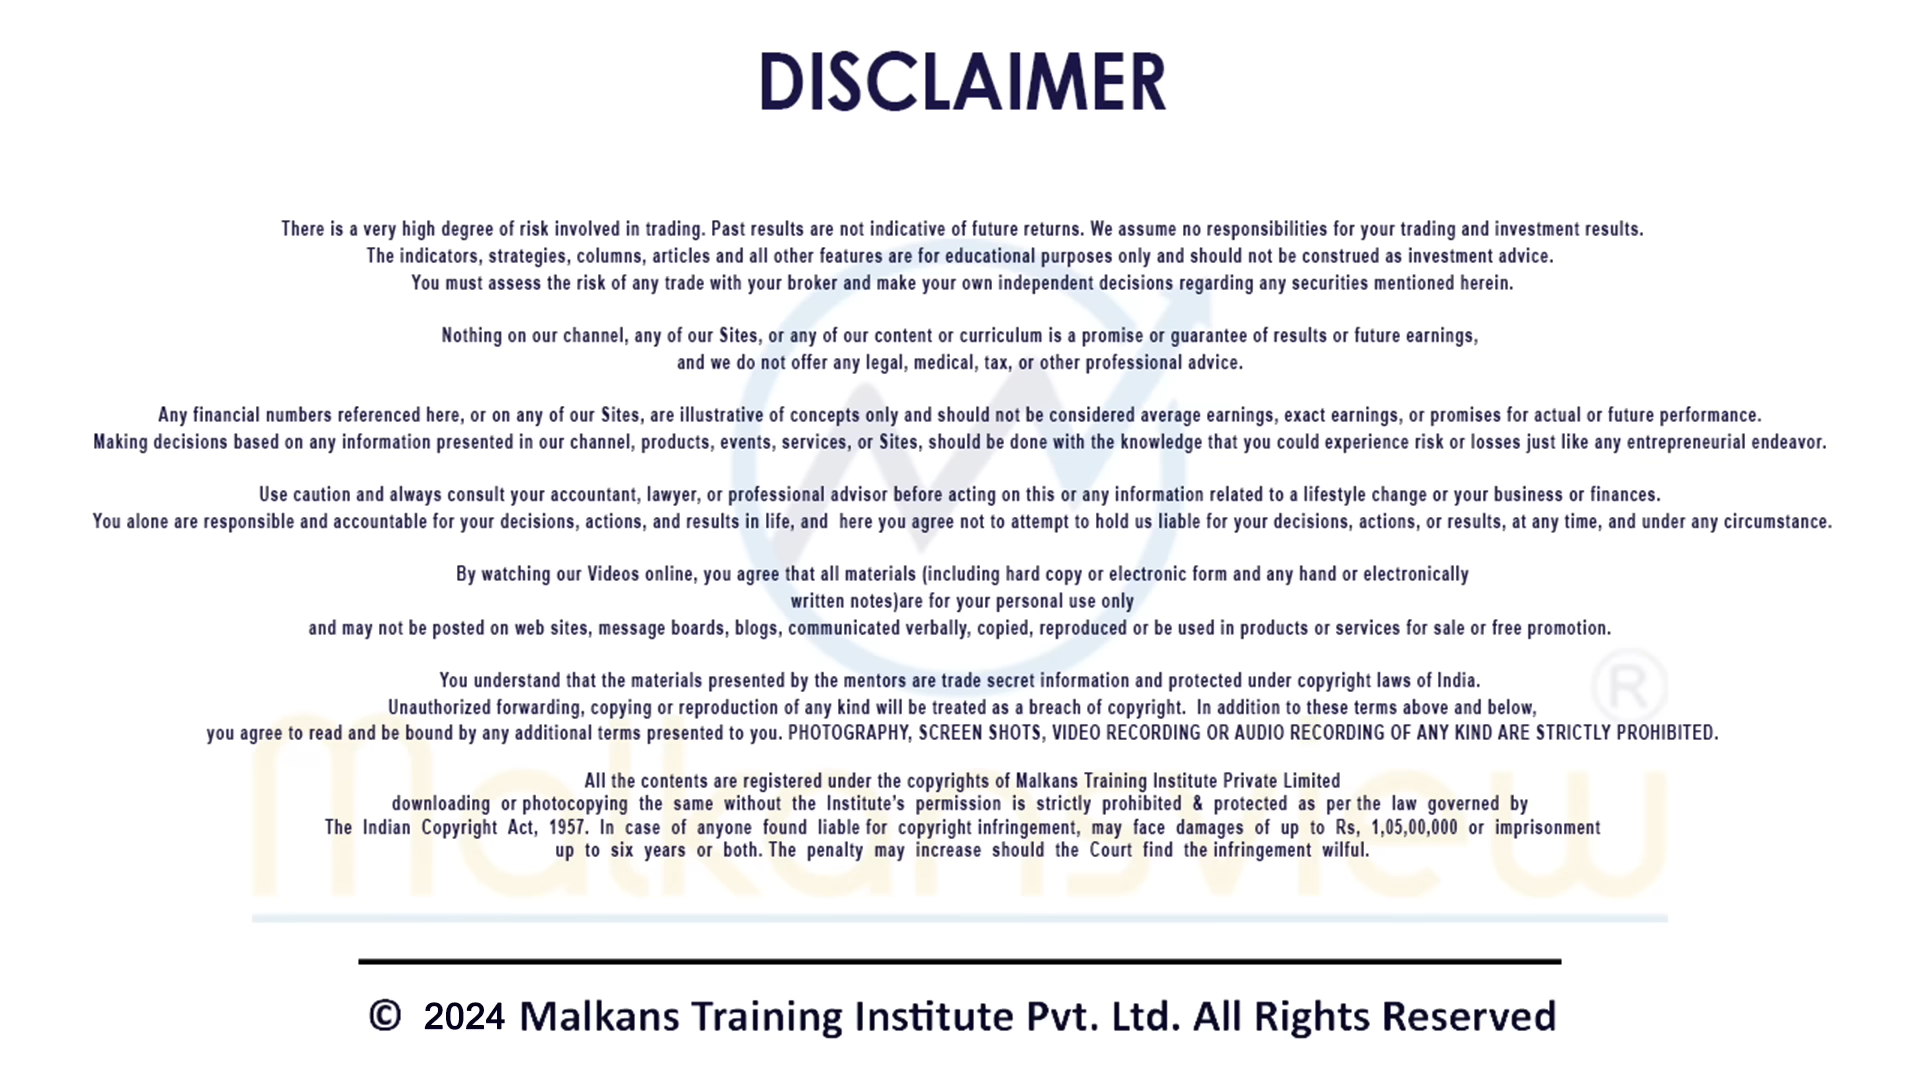 DISCLAIMER
There is a very high degree of risk involved in trading. Past results are not indicative of future returns. We assume no responsibilities for your trading and investment results.
The indicators, strategies, columns, articles and all other features are for educational purposes only and should not be construed as investment advice.
You must assess the risk of any trade with your broker and make your own independent decisions regarding any securities mentioned herein.
Nothing on our channel, any of our Sites, or any of our content or curriculum is a promise or guarantee of results or future earnings,
and we do not offer any legal, medical, tax, or other professional advice.
Any financial numbers referenced here, or on any of our Sites, are illustrative of concepts only and should not be considered average earnings, exact earnings, or promises for actual or future performance.
Making decisions based on any information presented in our channel, products, events, services, or Sites, should be done with the knowledge that you could experience risk or losses just like any entrepreneurial endeavor.
Use caution and always consult your accountant, lawyer, or professional advisor before acting on this or any information related to a lifestyle change or your business or finances.
You alone are responsible and accountable for your decisions, actions, and results in life, and here you agree not to attempt to hold us liable for your decisions, actions, or results, at any time, and under any circumstance.
By watching our Videos online, you agree that all materials (including hard copy or electronic form and any hand or electronically
written notes)are for your personal use only
and may not be posted on web sites, message boards, blogs, communicated verbally, copied, reproduced or be used in products or services for sale or free promotion.
You understand that the materials presented by the mentors are trade secret information and protected under copyright laws of India.
Unauthorized forwarding, copying or reproduction of any kind will be treated as a breach of copyright. In addition to these terms above and below,
you agree to read and be bound by any additional terms presented to you. PHOTOGRAPHY, SCREEN SHOTS, VIDEO RECORDING OR AUDIO RECORDING OF ANY KIND ARE STRICTLY PROHIBITED.
All the contents are registered under the copyrights of Malkans Training Institute Private Limited
downloading or photocopying the same without the Institute's permission is strictly prohibited & protected as per the law governed by
The Indian Copyright Act, 1957. In case of anyone found liable for copyright infringement, may face damages of up to Rs, 1,05,00,000 or imprisonment
up to six years or both. The penalty may increase should the Court find the infringement wilful.
malkansview ®
© 2024 Malkans Training Institute Pvt. Ltd. All Rights Reserved